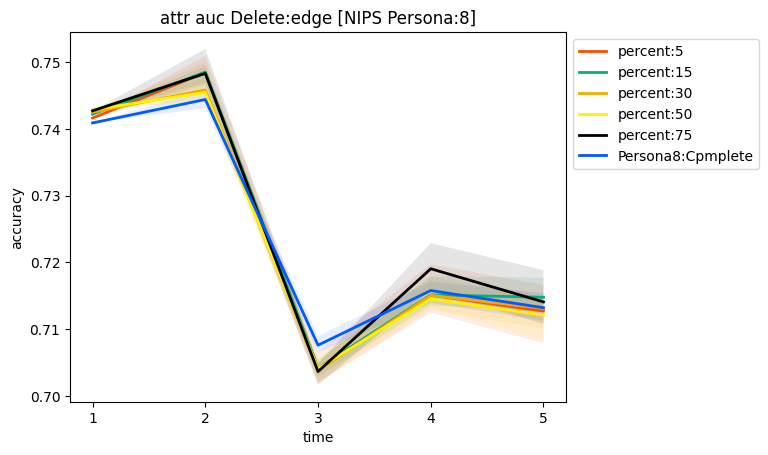 attr auc Delete:edge [NIPS Persona:8]
percent:5
percent:15
percent:30
percent:50
percent:75
Persona8:Cpmplete
accuracy
0.75
0.74
0.73
0.72
0.71
0.70
1
2
3
4
5
time